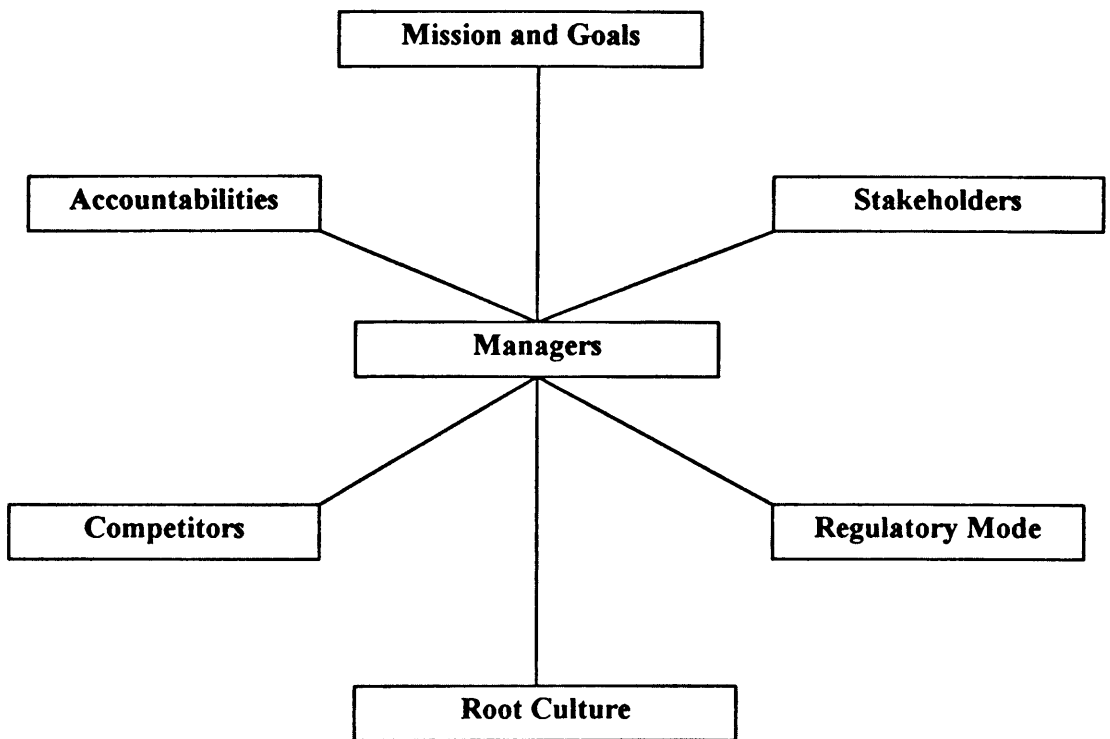 Mission and Goals
Accountabilities
Stakeholders
Managers
Competitors
Regulatory Mode
Root Culture